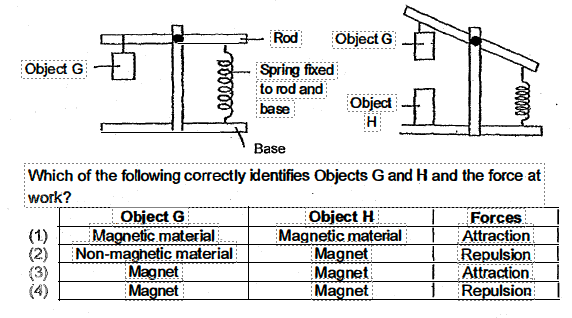 Rod
Object G
Spring fixed
to rod and
base
Base
Object G
Object
H
Which of the following correctly identifies Objects G and H and the force at
work?
Object G Object H Forces
(1) Magnetic material Magnetic material Attraction
(2) Non-magnetic material Magnet Repulsion
(3) Magnet Magnet Attraction
(4) Magnet Magnet Repulsion